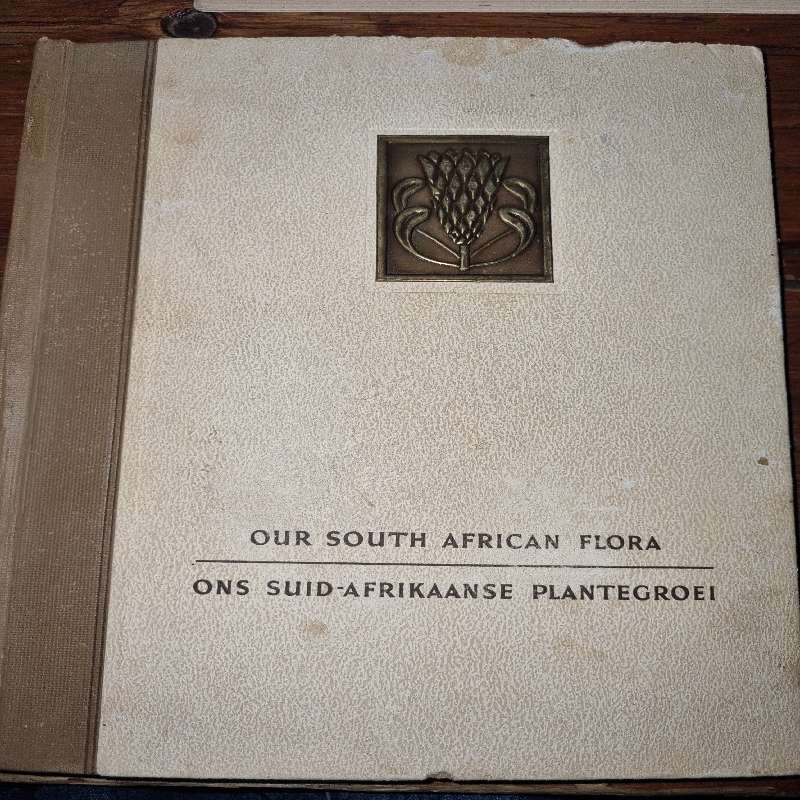 OUR SOUTH AFRICAN FLORA
ONS SUID-AFRIKAANSE PLANTEGROEI